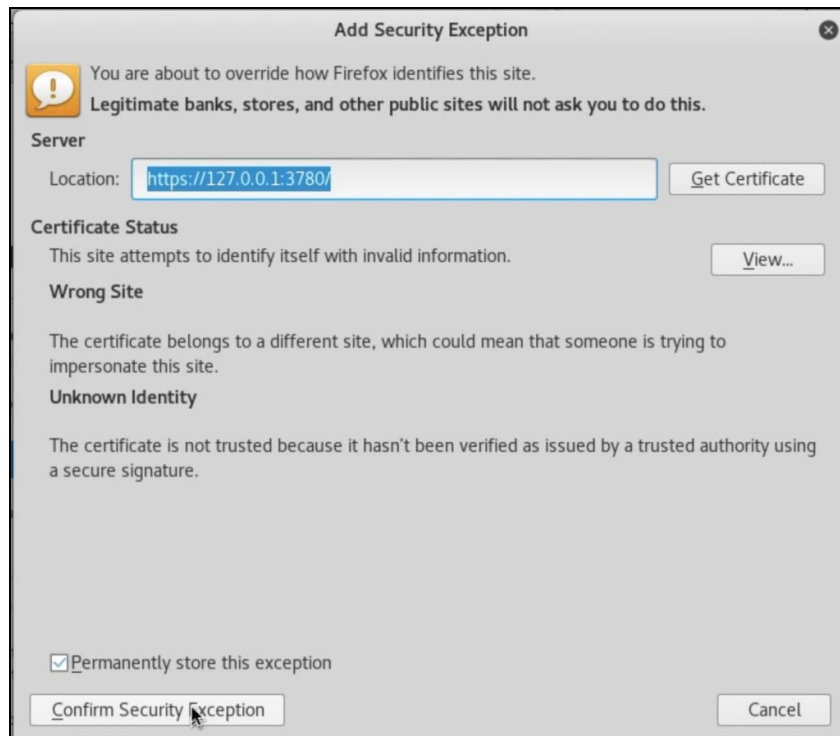 Add Security Exception
You are about to override how Firefox identifies this site.
Legitimate banks, stores, and other public sites will not ask you to do this.
Server
Location: https://127.0.0.1:3780/ Get Certificate
Certificate Status
This site attempts to identify itself with invalid information. View...
Wrong Site
The certificate belongs to a different site, which could mean that someone is trying to
impersonate this site.
Unknown Identity
The certificate is not trusted because it hasn't been verified as issued by a trusted authority using
a secure signature.
Permanently store this exception
Confirm Security Exception Cancel